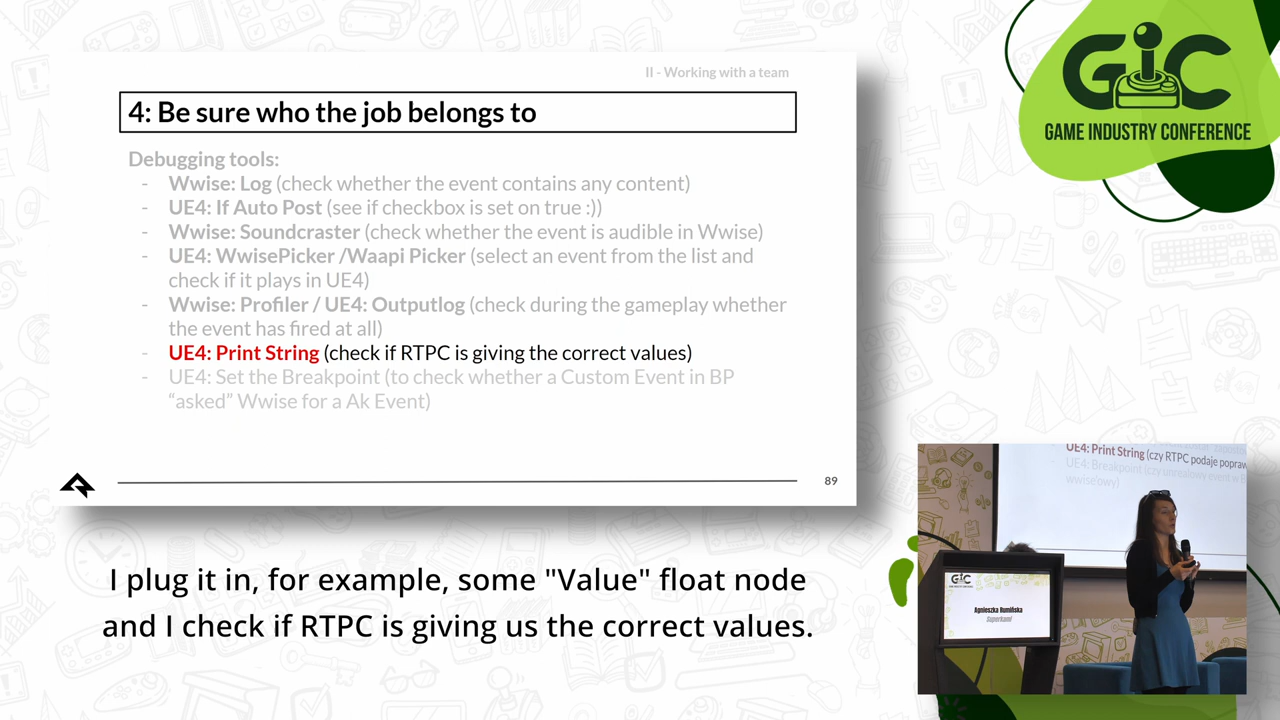 II - Working with a team
4: Be sure who the job belongs to
Debugging tools:
- Wwise: Log (check whether the event contains any content)
- UE4: If Auto Post (see if checkbox is set on true :))
- Wwise: Soundcraster (check whether the event is audible in Wwise)
- UE4: WwisePicker /Waapi Picker (select an event from the list and
check if it plays in UE4)
- Wwise: Profiler / UE4: Outputlog (check during the gameplay whether
the event has fired at all)
- UE4: Print String (check if RTPC is giving the correct values)
- UE4: Set the Breakpoint (to check whether a Custom Event in BP
“asked” Wwise for a Ak Event)
89
I plug it in, for example, some "Value" float node
and I check if RTPC is giving us the correct values.
GIC
GAME INDUSTRY CONFERENCE
UE4: Print String (czy RTPC podaje popraw
UE4: Breakpoint (czy unrealowy event w B
wwise'owy)
GIC
Agnieszka Rumińska
Superkami